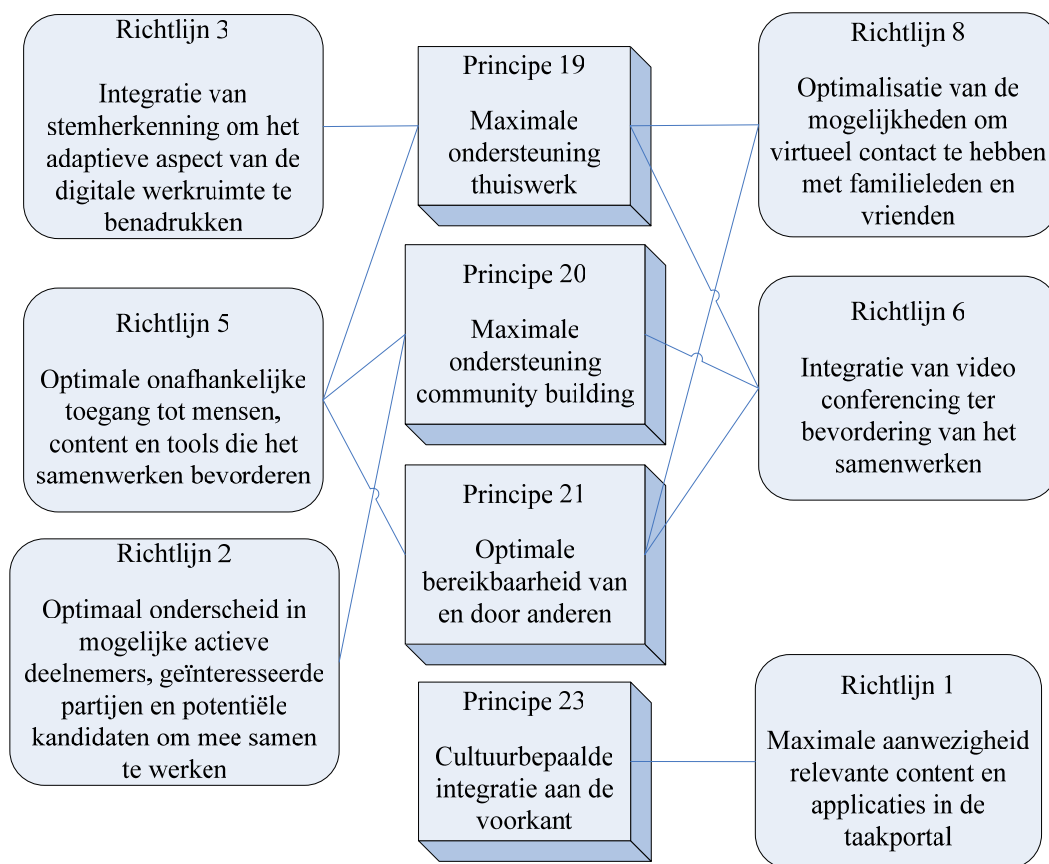 Richtlijn 3
Integratie van
stemherkenning om het
adaptieve aspect van de
digitale werkruimte te
benadrukken
Richtlijn 5
Optimale onafhankelijke
toegang tot mensen,
content en tools die het
samenwerken bevorderen
Richtlijn 2
Optimaal onderscheid in
mogelijke actieve
deelnemers, geïnteresseerde
partijen en potentiële
kandidaten om mee samen
te werken
Principe 19
Maximale
ondersteuning
thuiswerk
Principe 20
Maximale
ondersteuning
community building
Principe 21
Optimale
bereikbaarheid van
en door anderen
Principe 23
Cultuurbepaalde
integratie aan de
voorkant
Richtlijn 8
Optimalisatie van de
mogelijkheden om
virtueel contact te hebben
met familieleden en
vrienden
Richtlijn 6
Integratie van video
conferencing ter
bevordering van het
samenwerken
Richtlijn 1
Maximale aanwezigheid
relevante content en
applicaties in de
taakportal